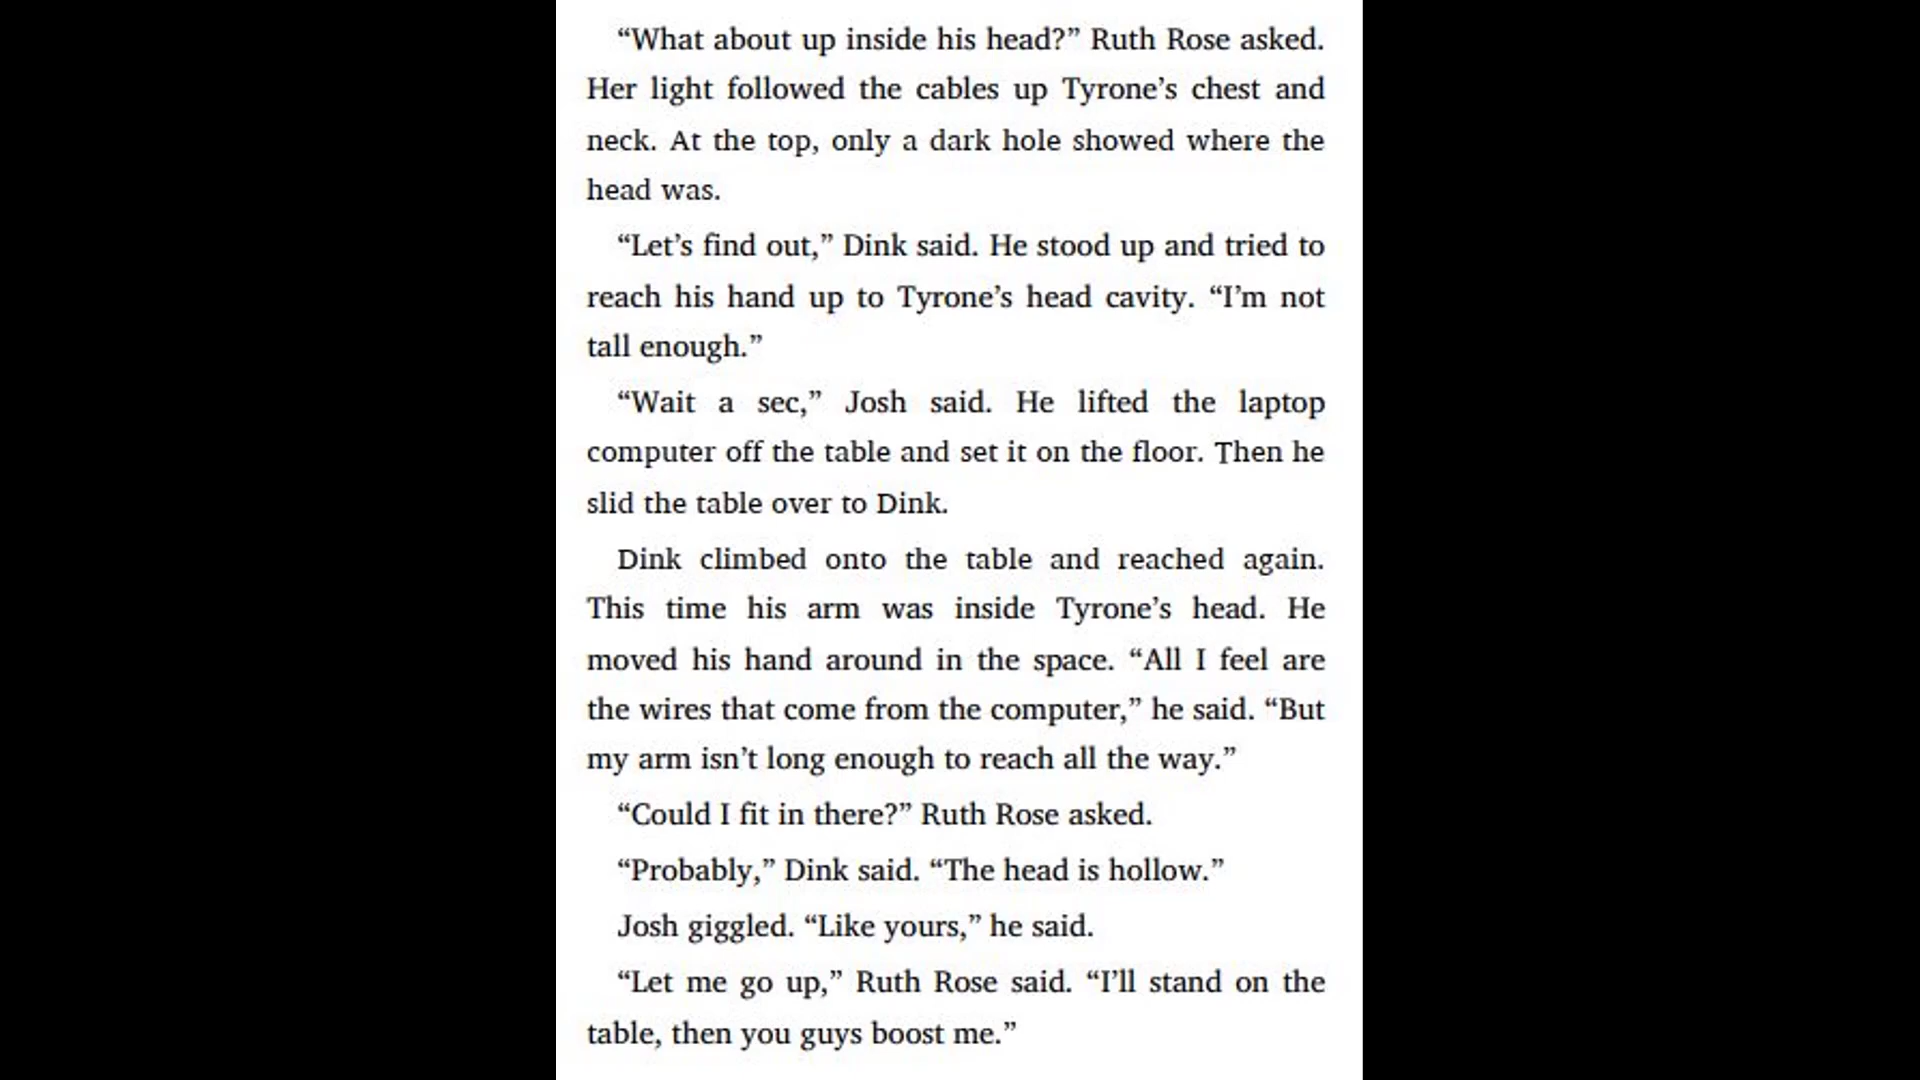 “What about up inside his head?” Ruth Rose asked.
Her light followed the cables up Tyrone’s chest and
neck. At the top, only a dark hole showed where the
head was.
“Let’s find out,” Dink said. He stood up and tried to
reach his hand up to Tyrone’s head cavity. “I’m not
tall enough.”
“Wait a sec,” Josh said. He lifted the laptop
computer off the table and set it on the floor. Then he
slid the table over to Dink.
Dink climbed onto the table and reached again.
This time his arm was inside Tyrone’s head. He
moved his hand around in the space. “All I feel are
the wires that come from the computer,” he said. “But
my arm isn’t long enough to reach all the way.”
“Could I fit in there?” Ruth Rose asked.
“Probably,” Dink said. “The head is hollow.”
Josh giggled. “Like yours,” he said.
“Let me go up,” Ruth Rose said. “I’ll stand on the
table, then you guys boost me.”